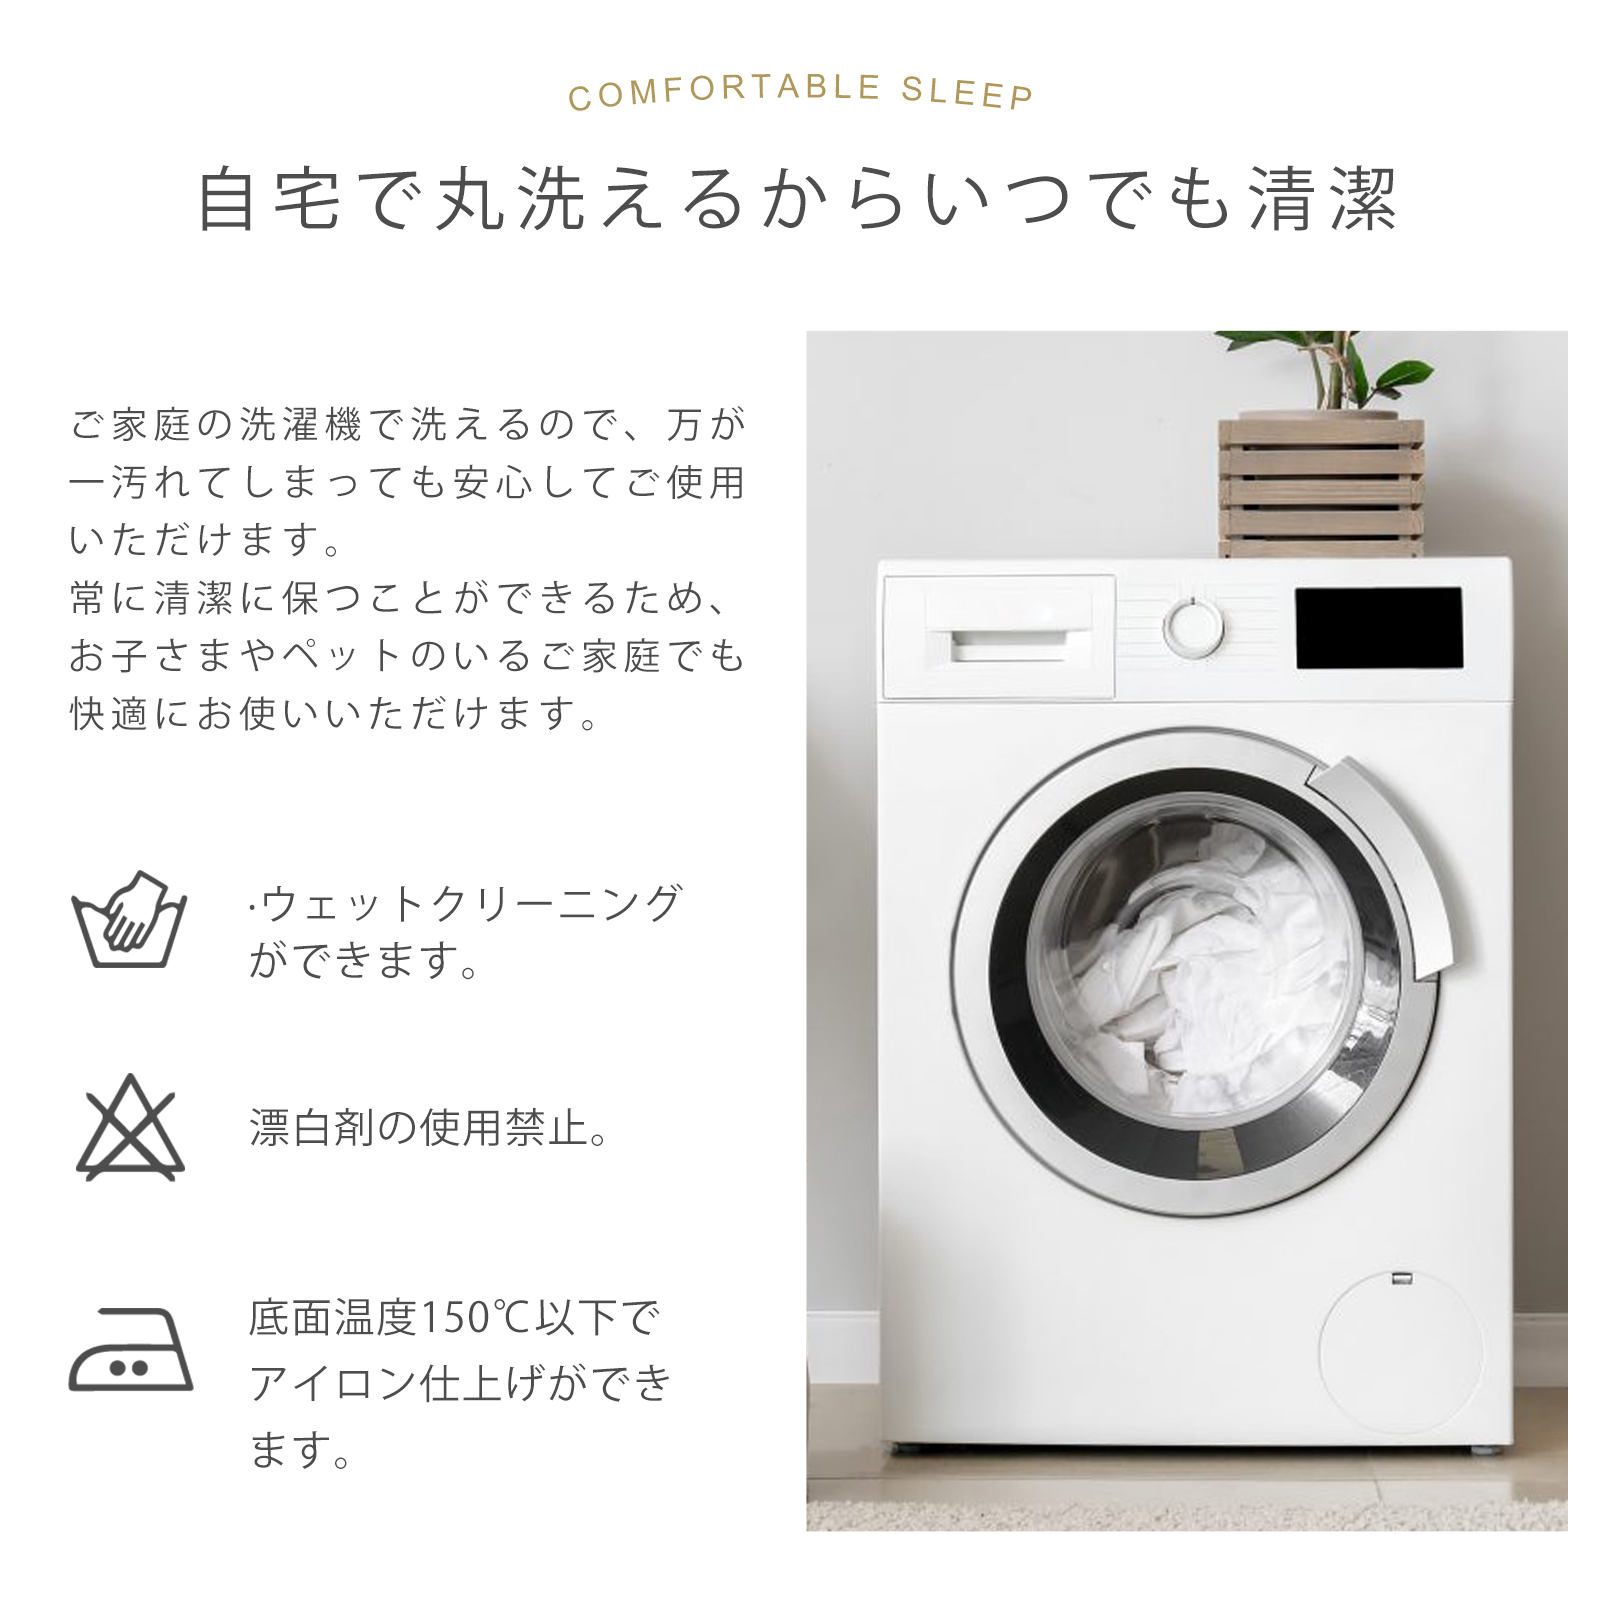 COMFORTABLE SLEEP
自宅で丸洗えるからいつでも清潔
ご家庭の洗濯機で洗えるので、万が
一汚れてしまっても安心してご使用
いただけます。
常に清潔に保つことができるため、
お子さまやペットのいるご家庭でも
快適にお使いいただけます。
·ウェットクリーニング
ができます。
漂白剤の使用禁止。
底面温度150℃以下で
アイロン仕上げができ
ます。